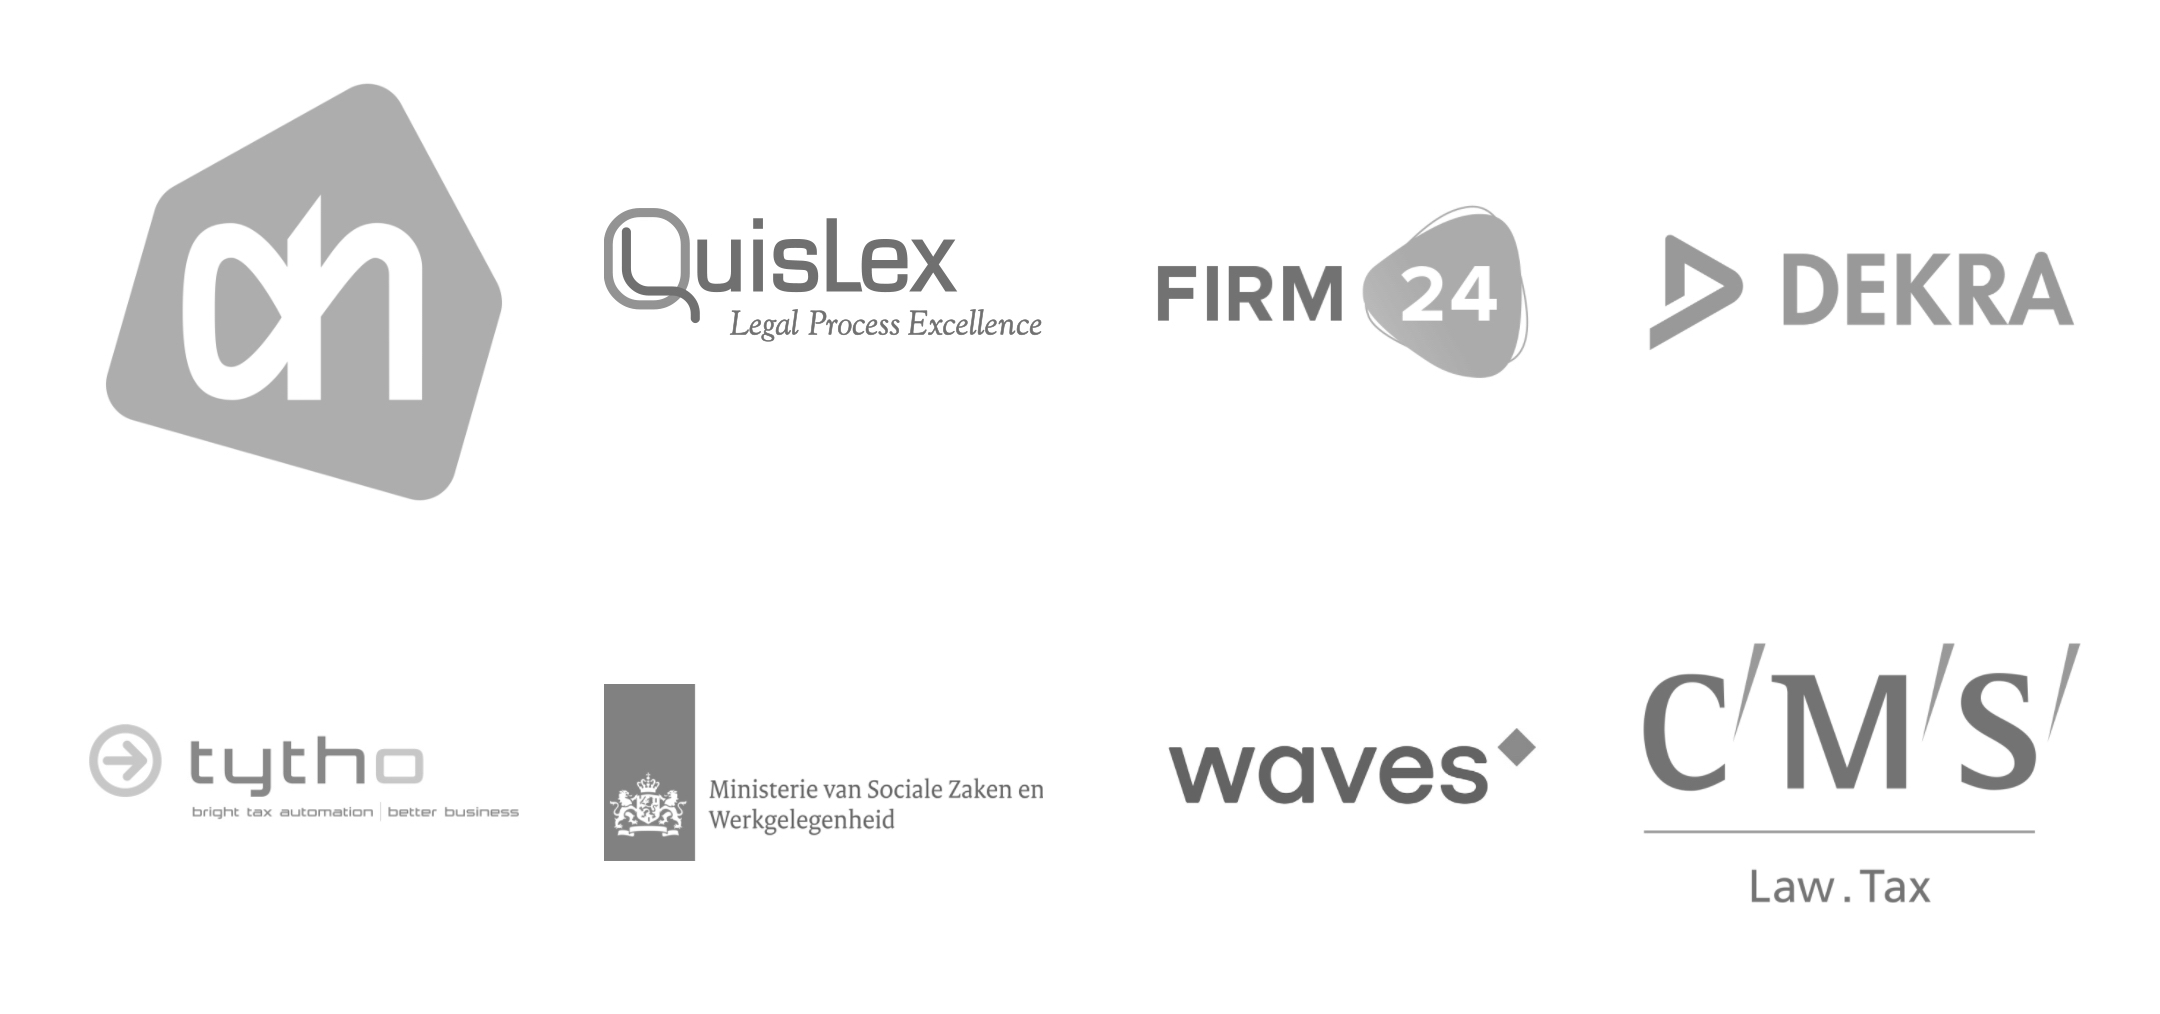 ah
QuisLex
Legal Process Excellence
FIRM 24
DEKRA
tytho
bright tax automation | better business
Ministerie van Sociale Zaken en
Werkgelegenheid
waves
C'M'S'
Law . Tax